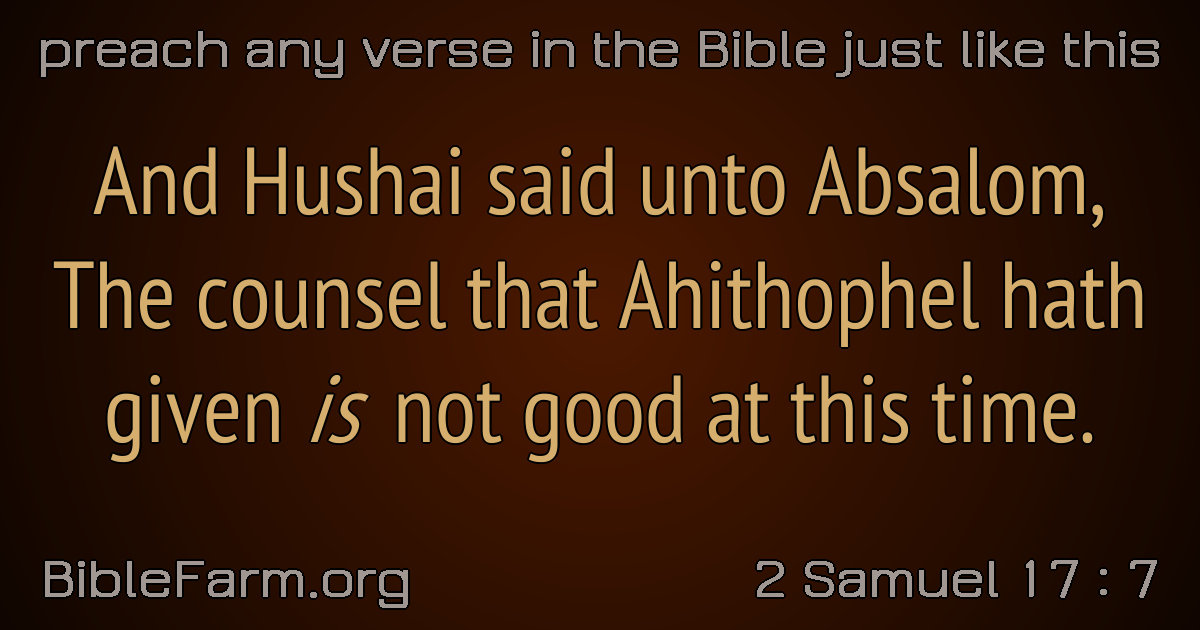 preach any verse in the Bible just like this
And Hushai said unto Absalom,
The counsel that Ahithophel hath
given is not good at this time.
BibleFarm.org
2 Samuel 17 : 7